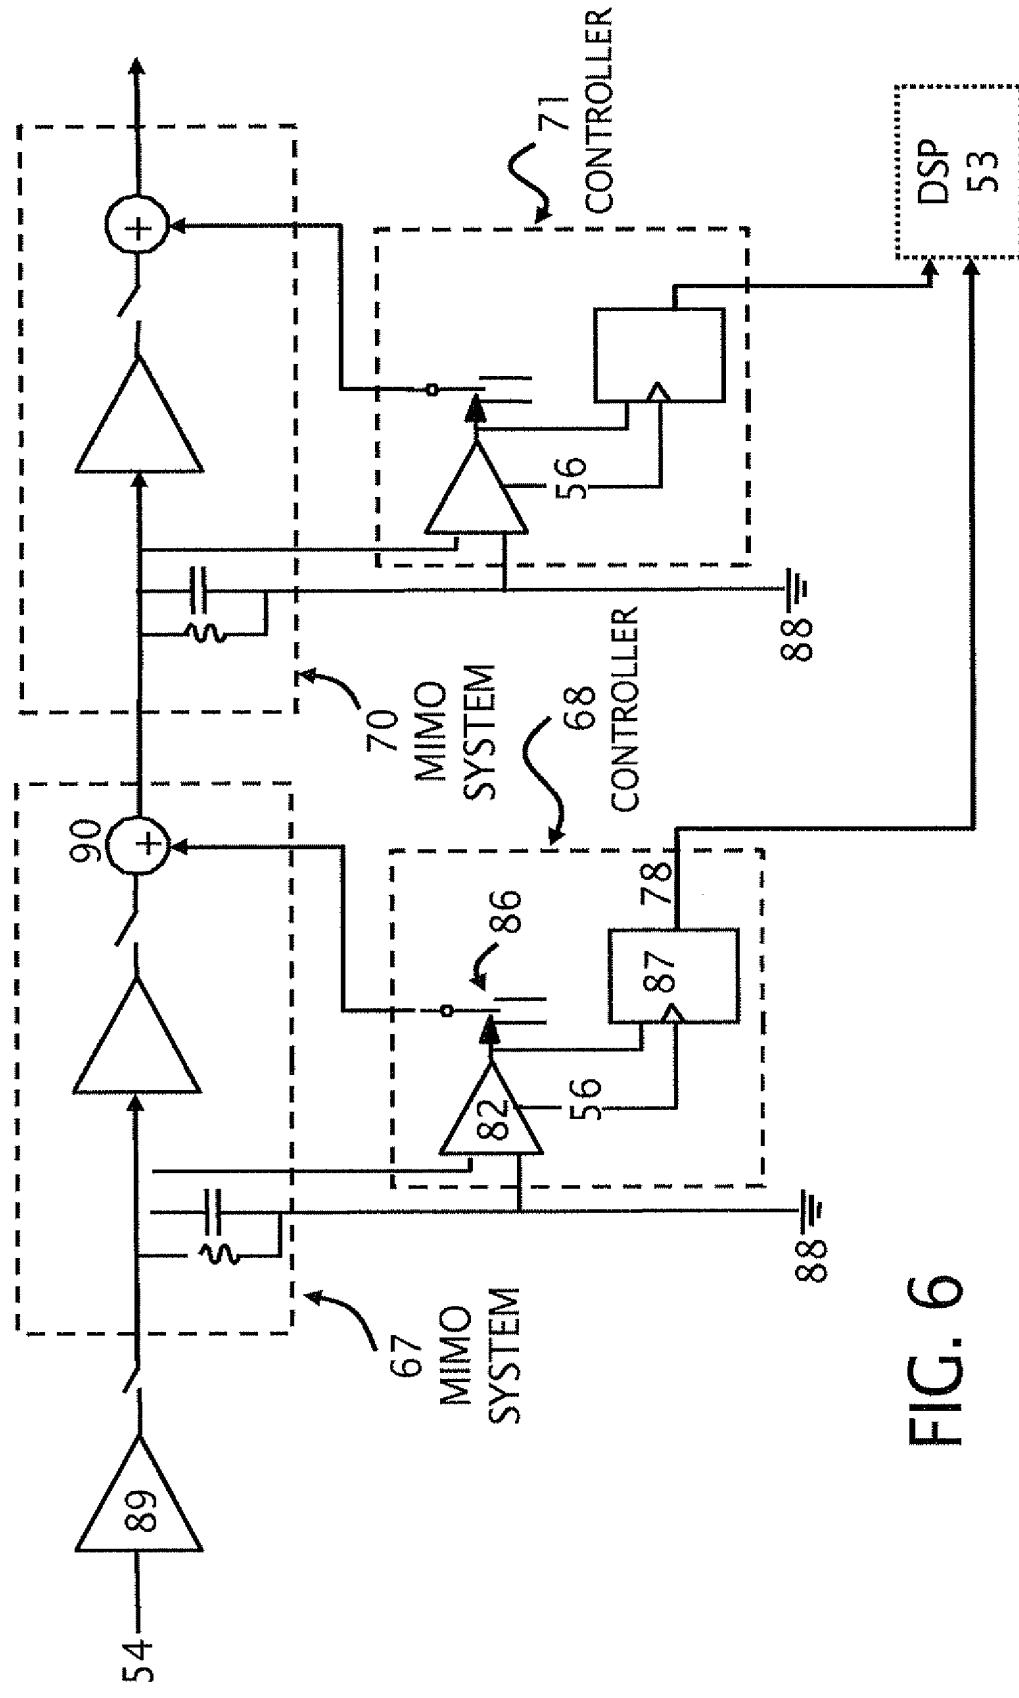 54
89
67
MIMO
SYSTEM
90
+
82
86
56
87
78
88
68
CONTROLLER
70
MIMO
SYSTEM
+
56
88
71
CONTROLLER
DSP
53
FIG. 6